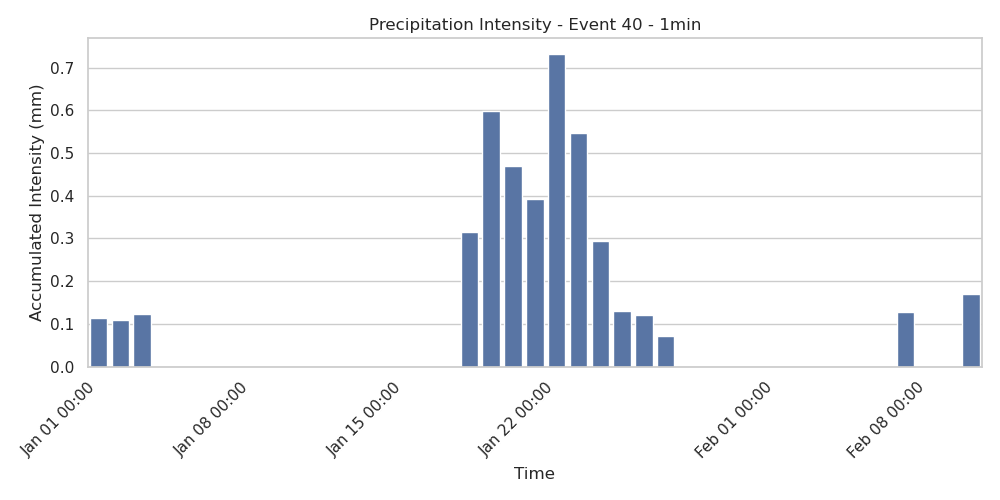 Precipitation Intensity - Event 40 - 1min
Accumulated Intensity (mm)
0.7
0.6
0.5
0.4
0.3
0.2
0.1
0.0
Jan 01 00:00
Jan 08 00:00
Jan 15 00:00
Jan 22 00:00
Feb 01 00:00
Feb 08 00:00
Time